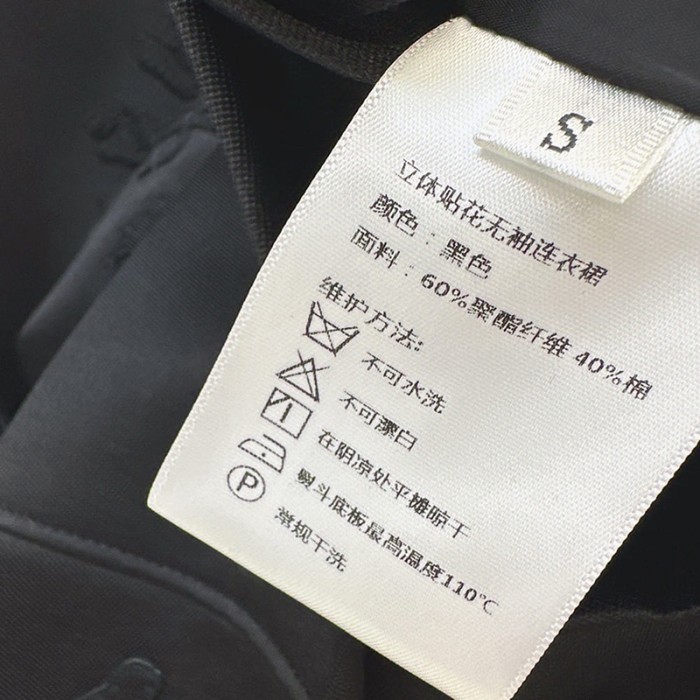 S
立体贴花无袖连衣裙
颜色：黑色
面料：60%聚酯纤维 40%棉
维护方法:
不可水洗
不可漂白
在阴凉处平摊晾干
熨斗底板最高温度110℃
P 常规干洗